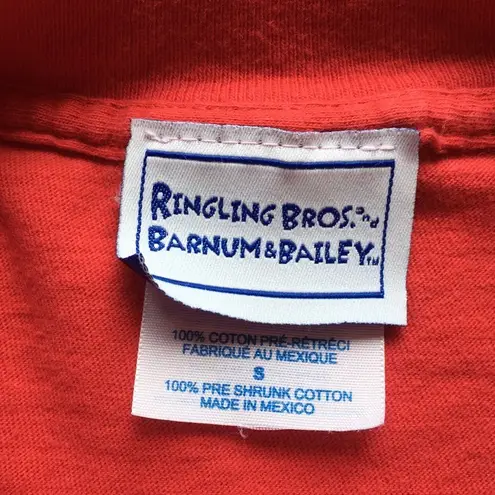 RINGLING BROS. and
BARNUM & BAILEY TM
100% COTON PRÉ-RÉTRÉCI
FABRIQUÉ AU MEXIQUE
S
100% PRE SHRUNK COTTON
MADE IN MEXICO